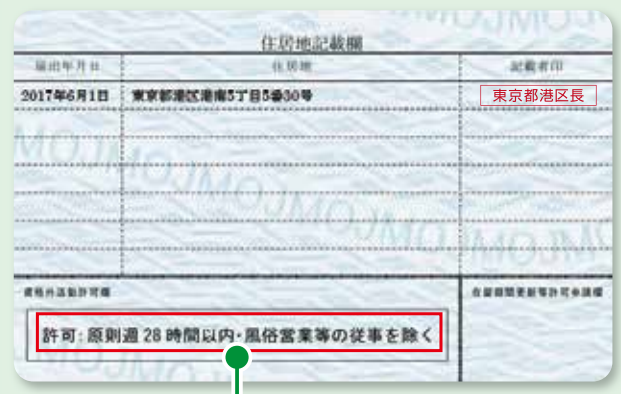 住居地記載欄
届出年月日 住居地 記載者印
2017年6月1日 東京都港区港南5丁目5番30号 東京都港区長
MOJMOJMOJMOJMOJMOJ
資格外活動許可欄 在留期間更新等許可申請欄
許可:原則週28時間以内・風俗営業等の従事を除く